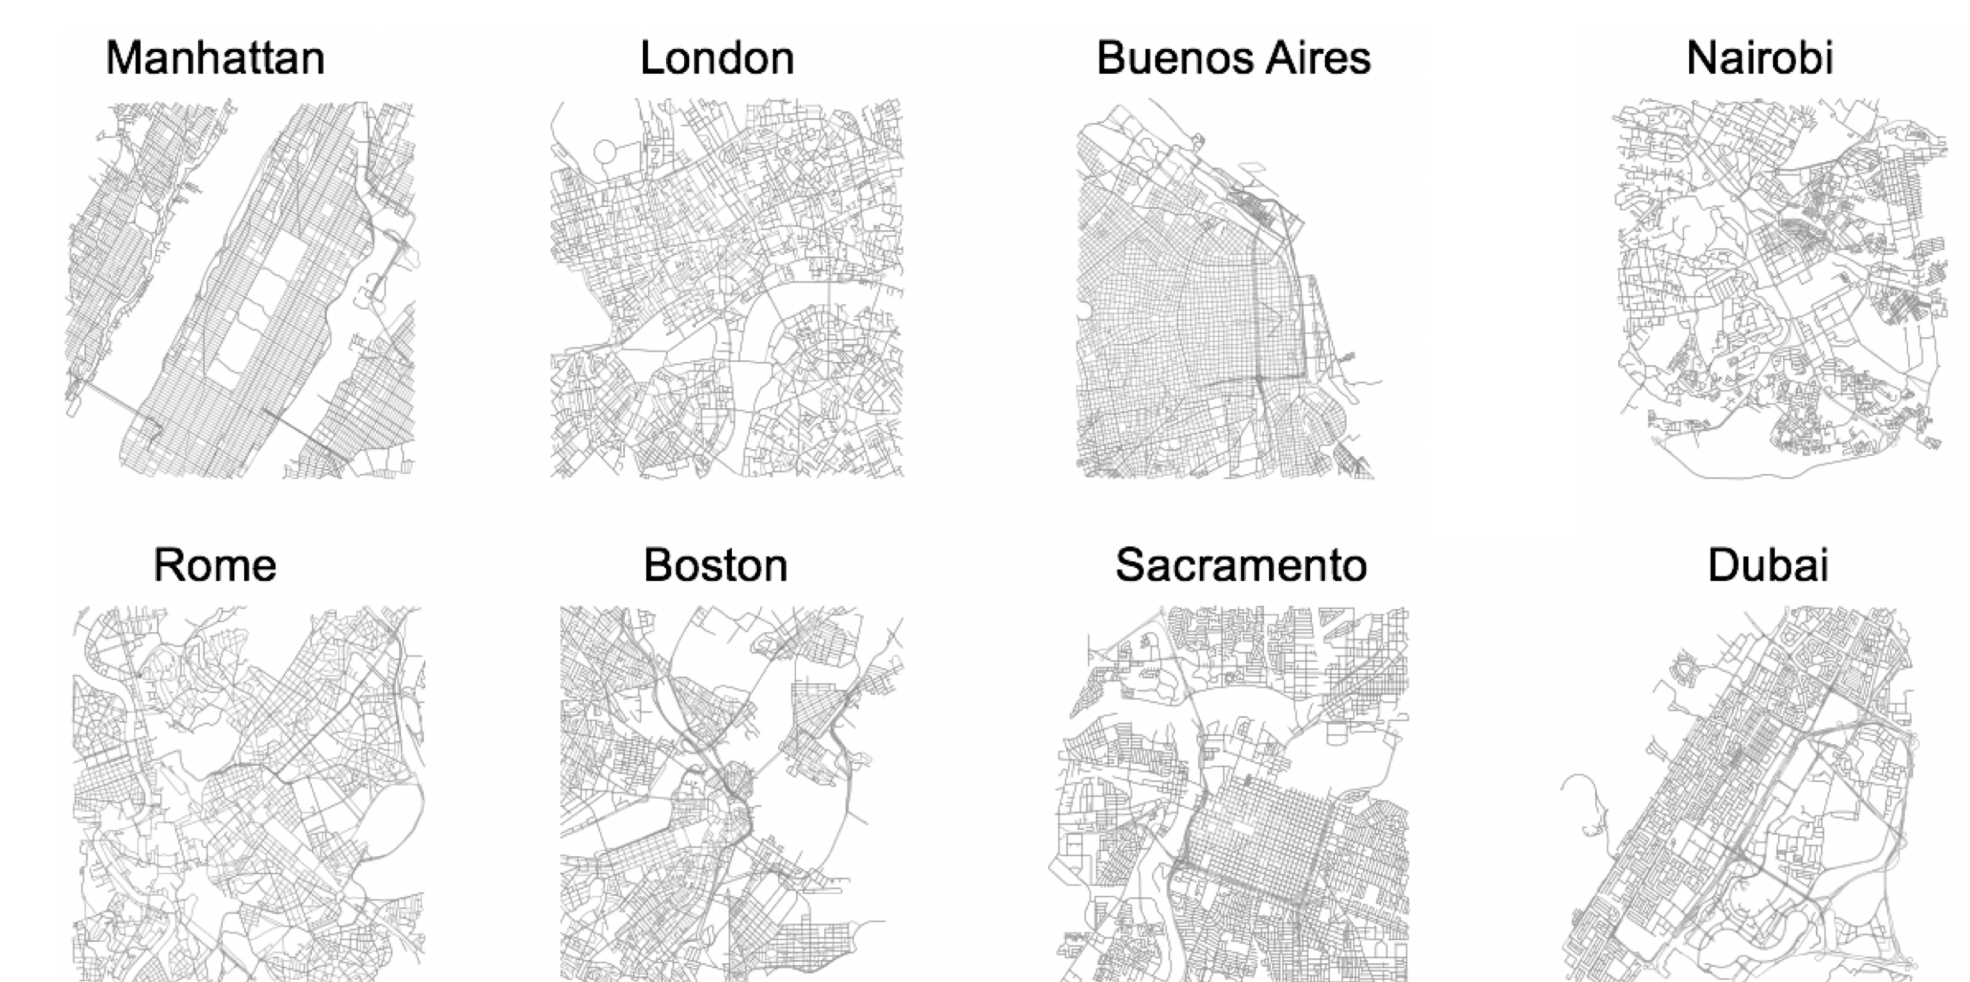 Manhattan
London
Buenos Aires
Nairobi
Rome
Boston
Sacramento
Dubai